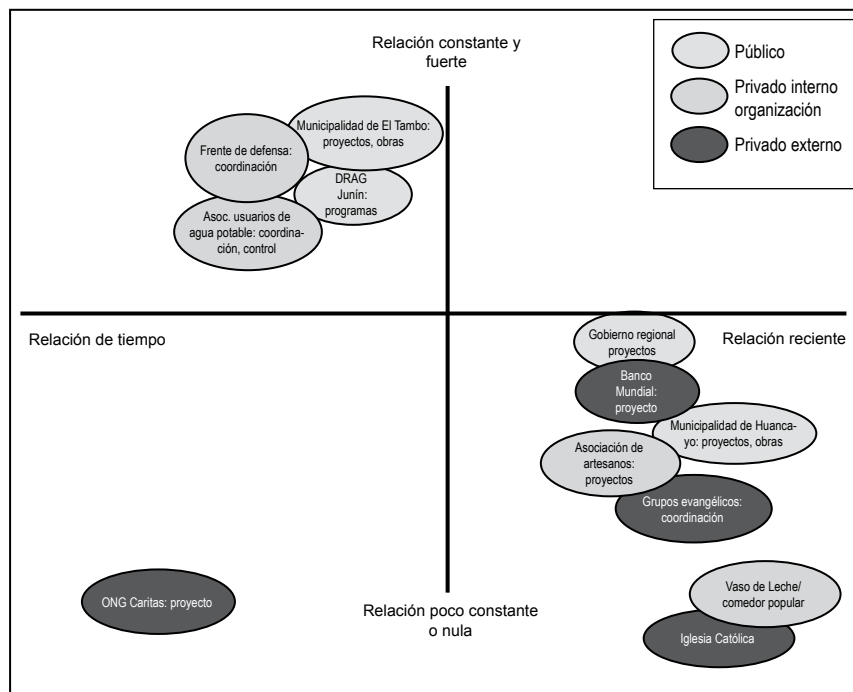 Relación constante y
fuerte
Público
Privado interno
organización
Privado externo
Municipalidad de El Tambo:
proyectos, obras
Frente de defensa:
coordinación
DRAG
Junín:
programas
Asoc. usuarios de
agua potable: coordina-
ción, control
Relación de tiempo
Relación reciente
Gobierno regional
proyectos
Banco
Mundial:
proyecto
Municipalidad de Huanca-
yo: proyectos, obras
Asociación de
artesanos:
proyectos
Grupos evangélicos:
coordinación
ONG Caritas: proyecto
Relación poco constante
o nula
Vaso de Leche/
comedor popular
Iglesia Católica